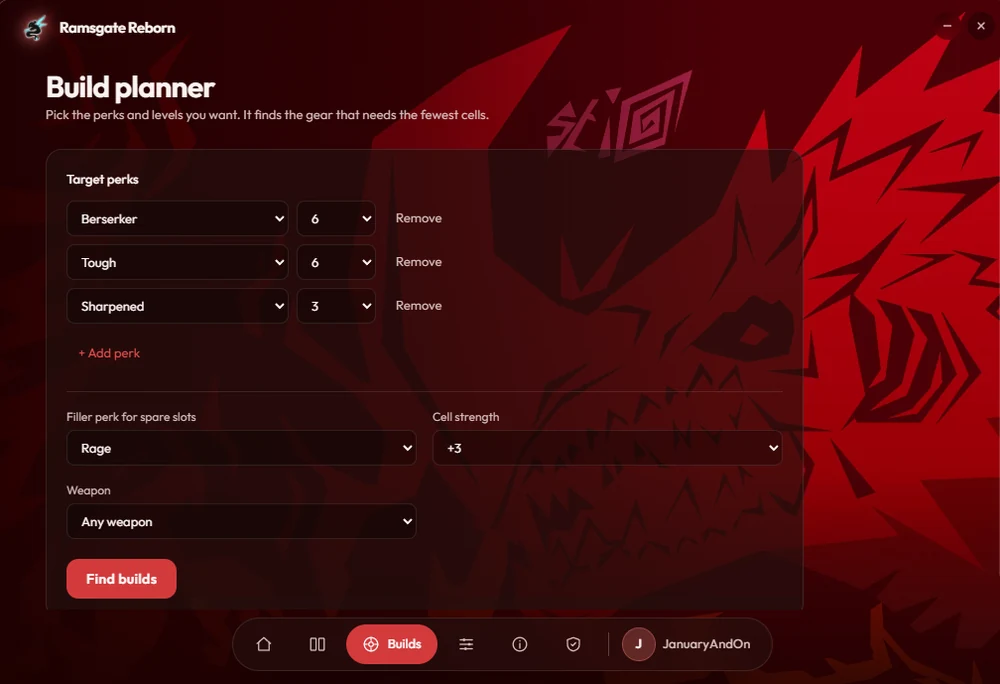 Ramsgate Reborn
Build planner
Pick the perks and levels you want. It finds the gear that needs the fewest cells.
Target perks
Berserker 6 Remove
Tough 6 Remove
Sharpened 3 Remove
+ Add perk
Filler perk for spare slots Cell strength
Rage +3
Weapon
Any weapon
Find builds
Builds J JanuaryAndOn